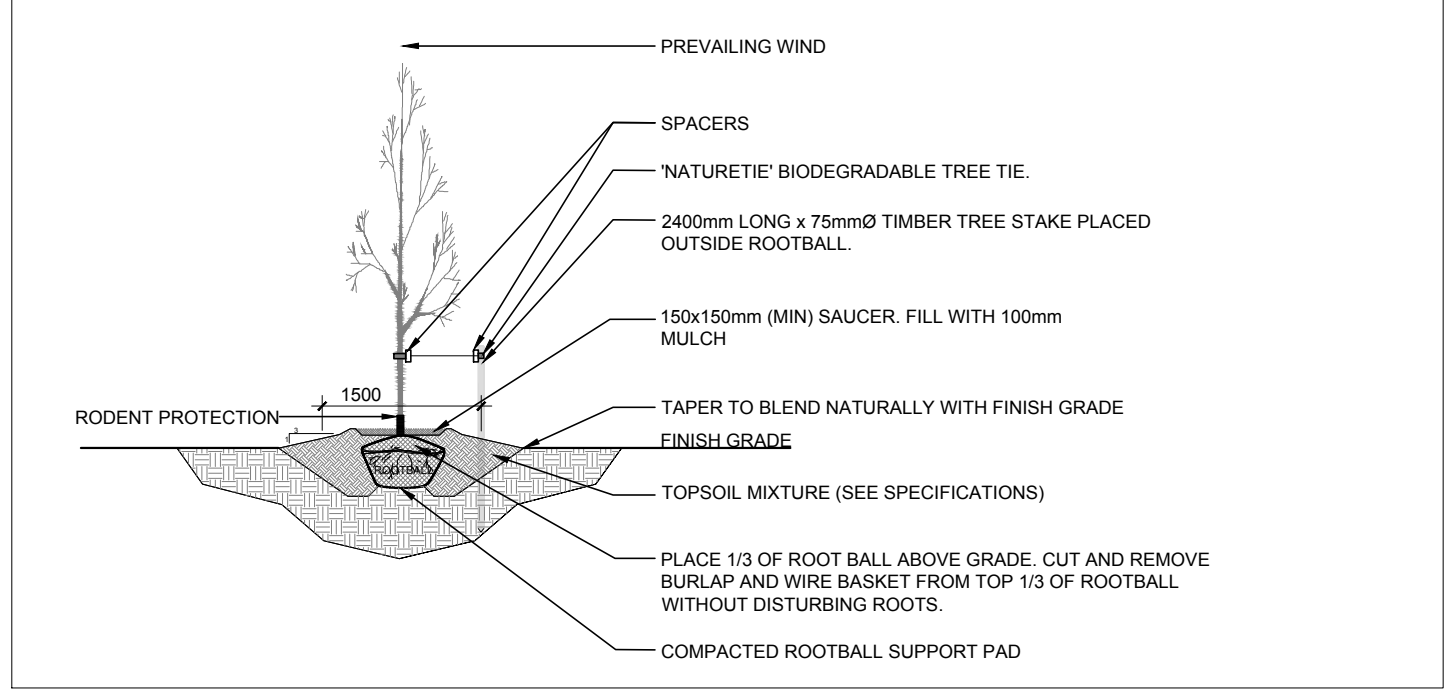 PREVAILING WIND
SPACERS
'NATURETIE' BIODEGRADABLE TREE TIE.
2400mm LONG x 75mmØ TIMBER TREE STAKE PLACED
OUTSIDE ROOTBALL.
150x150mm (MIN) SAUCER. FILL WITH 100mm
MULCH
1500
RODENT PROTECTION
TAPER TO BLEND NATURALLY WITH FINISH GRADE
3
1
FINISH GRADE
ROOTBALL
TOPSOIL MIXTURE (SEE SPECIFICATIONS)
PLACE 1/3 OF ROOT BALL ABOVE GRADE. CUT AND REMOVE
BURLAP AND WIRE BASKET FROM TOP 1/3 OF ROOTBALL
WITHOUT DISTURBING ROOTS.
COMPACTED ROOTBALL SUPPORT PAD